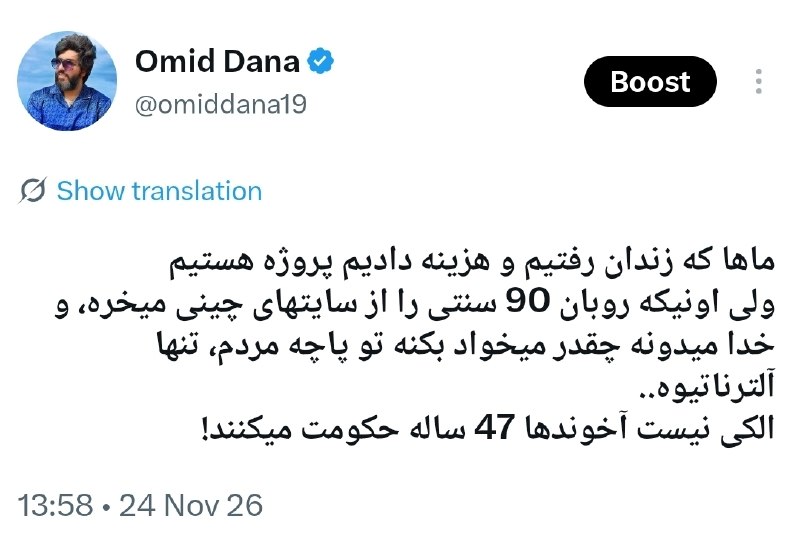 Omid Dana
@omiddana19
Boost
Show translation
ماها که زندان رفتیم و هزینه دادیم پروژه هستیم
ولی اونیکه روبان 90 سنتی را از سایتهای چینی میخره، و
خدا میدونه چقدر میخواد بکنه تو پاچه مردم، تنها
آلترناتیوه..
الکی نیست آخوندها 47 ساله حکومت میکنند!
13:58 • 24 Nov 26